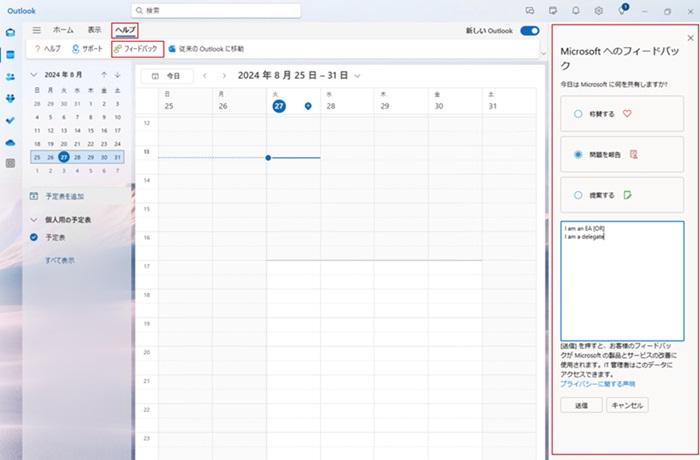 Outlook
検索
ホーム 表示 ヘルプ
新しい Outlook
? ヘルプ サポート フィードバック 従来の Outlook に移動
2024 年 8 月
日 月 火 水 木 金 土
28 29 30 31 1 2 3
4 5 6 7 8 9 10
11 12 13 14 15 16 17
18 19 20 21 22 23 24
25 26 27 28 29 30 31
1 2 3 4 5 6 7
予定表を追加
個人用の予定表
予定表
すべて表示
今日
2024 年 8 月 25 日 – 31 日
日 月 火 水 木 金 土
25 26 27 28 29 30 31
12
13
14
15
16
17
18
19
20
21
22
23
Microsoft へのフィードバッ
ク
今日は Microsoft に何を共有しますか?
称賛する
問題を報告
提案する
I am an EA [OR]
I am a delegate
[送信] を押すと、お客様のフィードバッ
クが Microsoft の製品とサービスの改善に
使用されます。IT 管理者はこのデータに
アクセスできます。
プライバシーに関する声明
送信 キャンセル